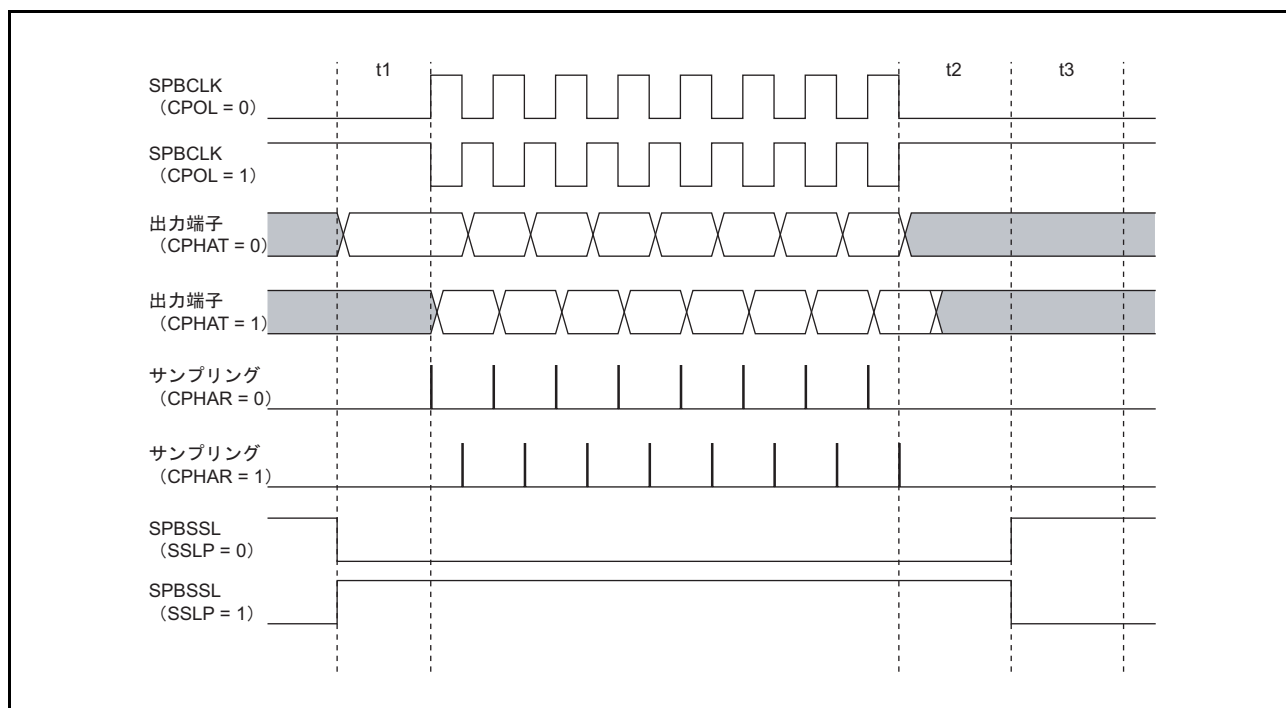 t1
t2
t3
SPBCLK
（CPOL = 0）
SPBCLK
（CPOL = 1）
出力端子
（CPHAT = 0）
出力端子
（CPHAT = 1）
サンプリング
（CPHAR = 0）
サンプリング
（CPHAR = 1）
SPBSSL
（SSLP = 0）
SPBSSL
（SSLP = 1）